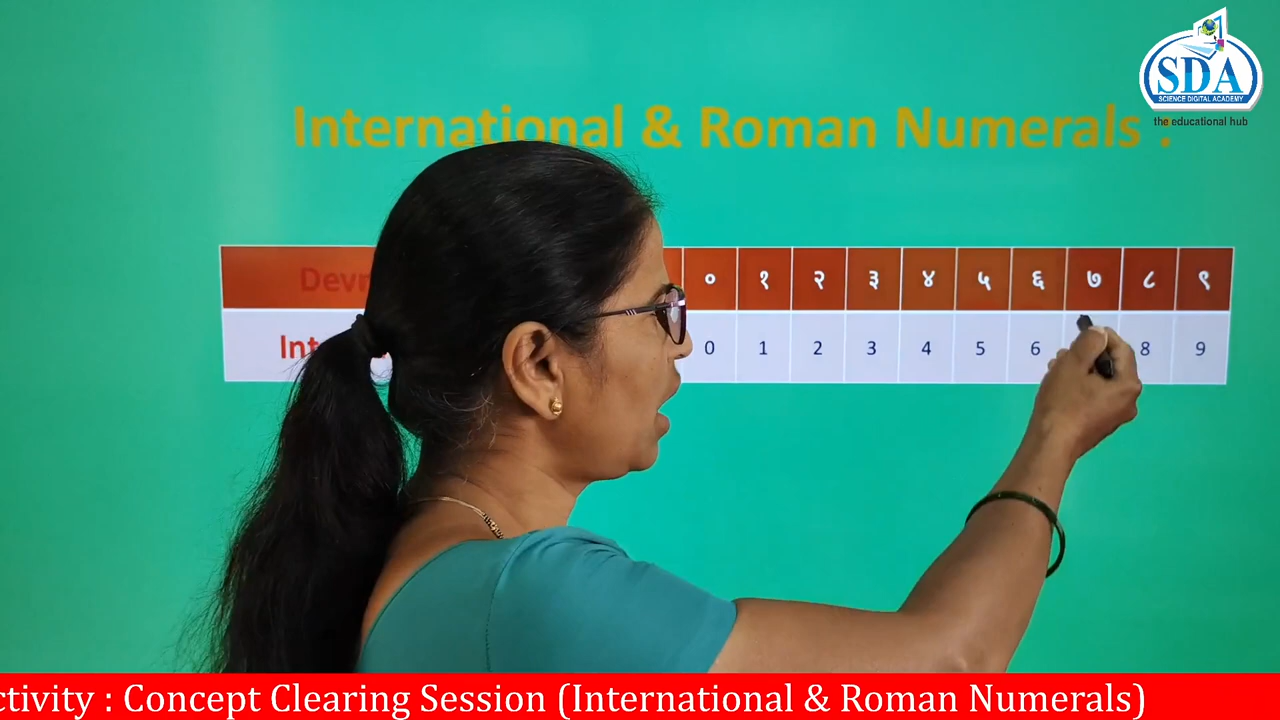 SDA
SCIENCE DIGITAL ACADEMY
the educational hub
International & Roman Numerals :
० १ २ ३ ४ ५ ६ ७ ८ ९
0 1 2 3 4 5 6 8 9
: Concept Clearing Session (International & Roman Numerals)